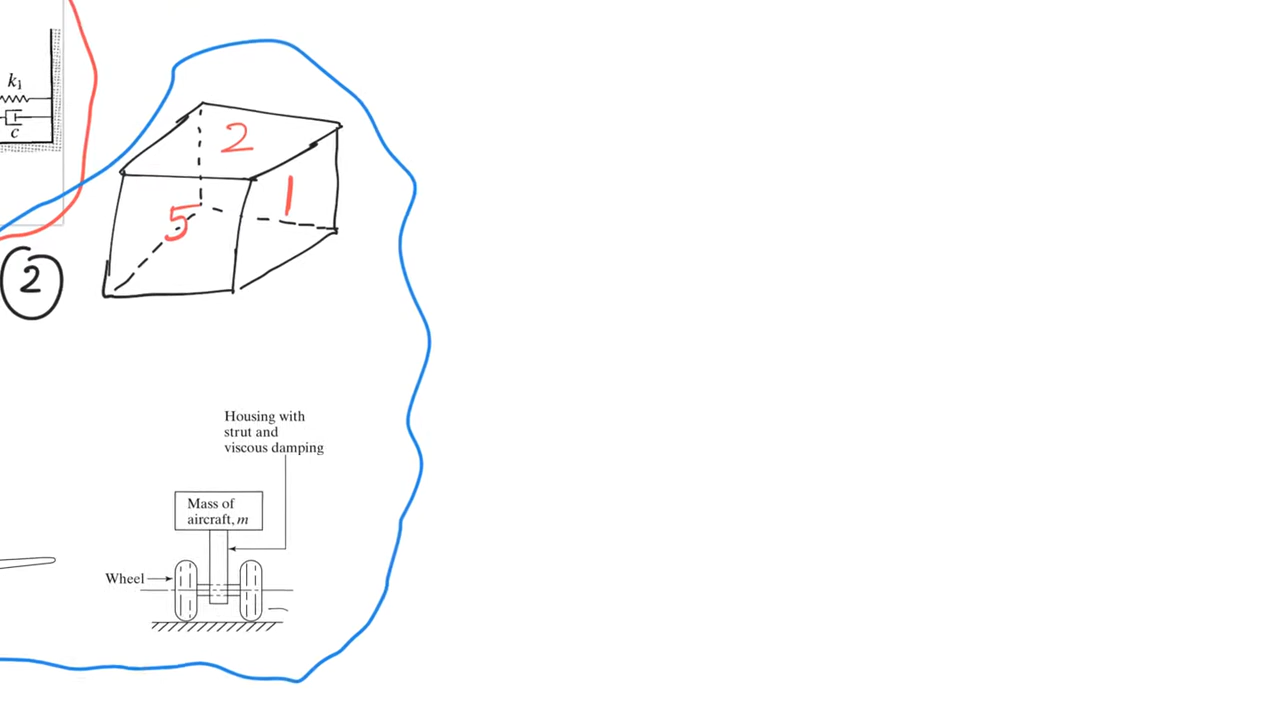 k₁
c
2
1
5
2
Housing with
strut and
viscous damping
Mass of
aircraft, m
Wheel